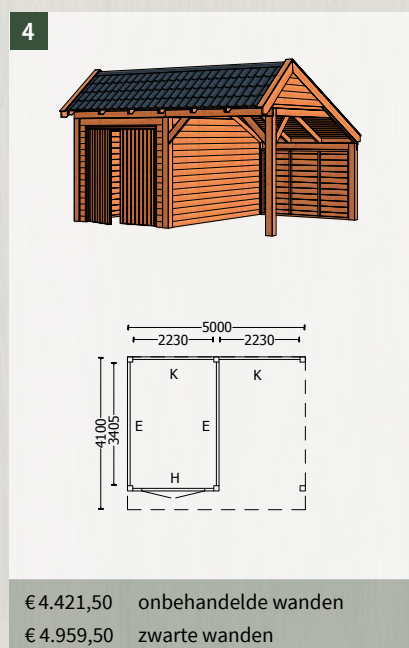 4
5000
2230 2230
K K
4100
3405
E E
H
€ 4.421,50 onbehandelde wanden
€ 4.959,50 zwarte wanden